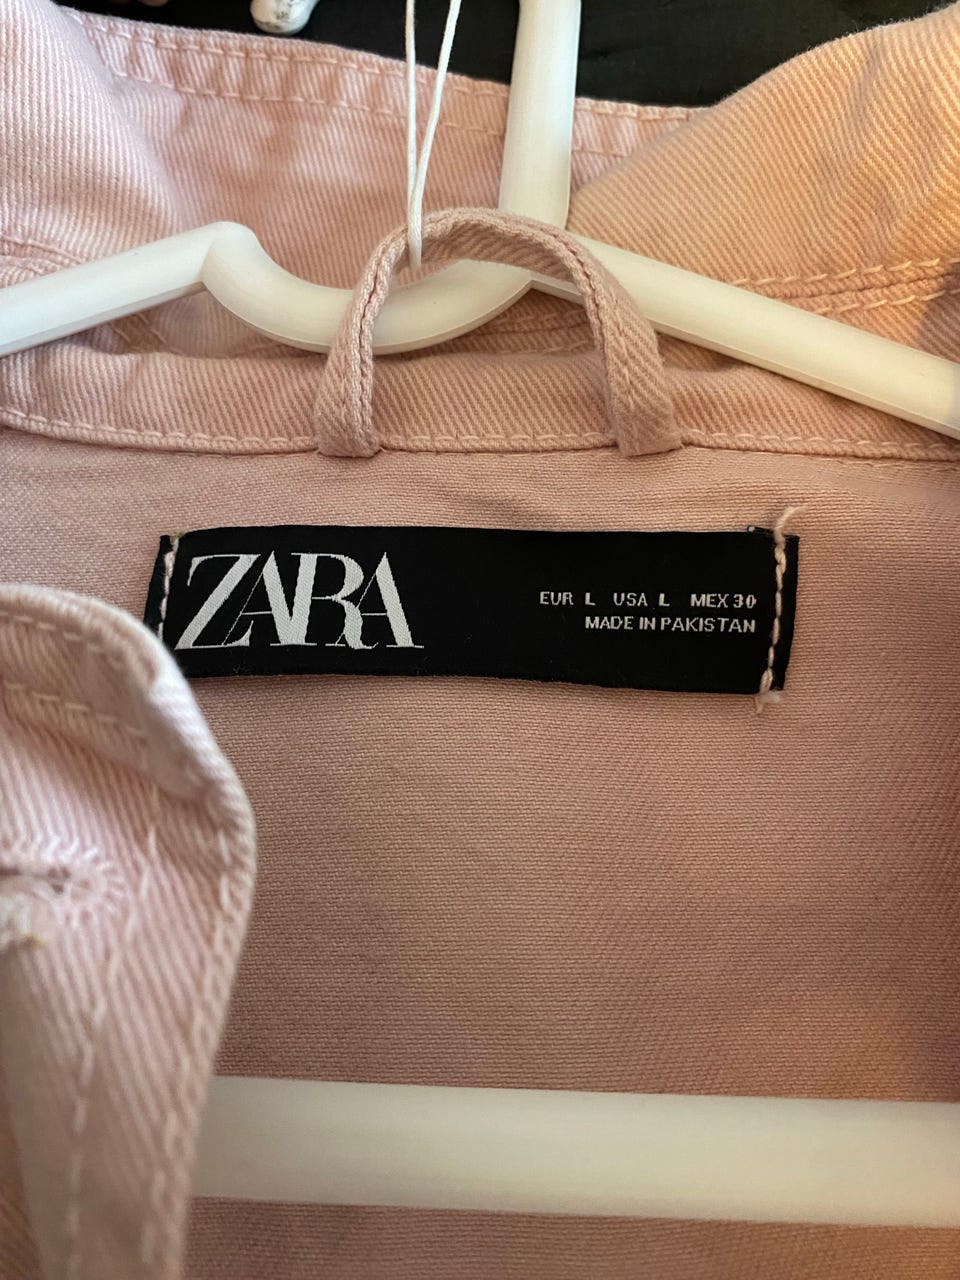 ZARA
EUR L USA L MEX 30
MADE IN PAKISTAN